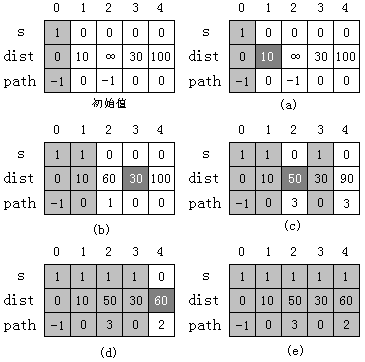 0 1 2 3 4
s 1 0 0 0 0
dist 0 10 ∞ 30 100
path -1 0 -1 0 0
初始值
0 1 2 3 4
s 1 0 0 0 0
dist 0 10 ∞ 30 100
path -1 0 -1 0 0
(a)
0 1 2 3 4
s 1 1 0 0 0
dist 0 10 60 30 100
path -1 0 1 0 0
(b)
0 1 2 3 4
s 1 1 0 1 0
dist 0 10 50 30 90
path -1 0 3 0 3
(c)
0 1 2 3 4
s 1 1 1 1 0
dist 0 10 50 30 60
path -1 0 3 0 2
(d)
0 1 2 3 4
s 1 1 1 1 1
dist 0 10 50 30 60
path -1 0 3 0 2
(e)